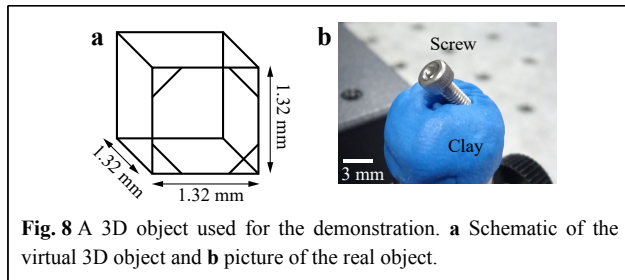 a
1.32 mm
1.32 mm
1.32 mm
b
Screw
Clay
3 mm
Fig. 8 A 3D object used for the demonstration. a Schematic of the
virtual 3D object and b picture of the real object.